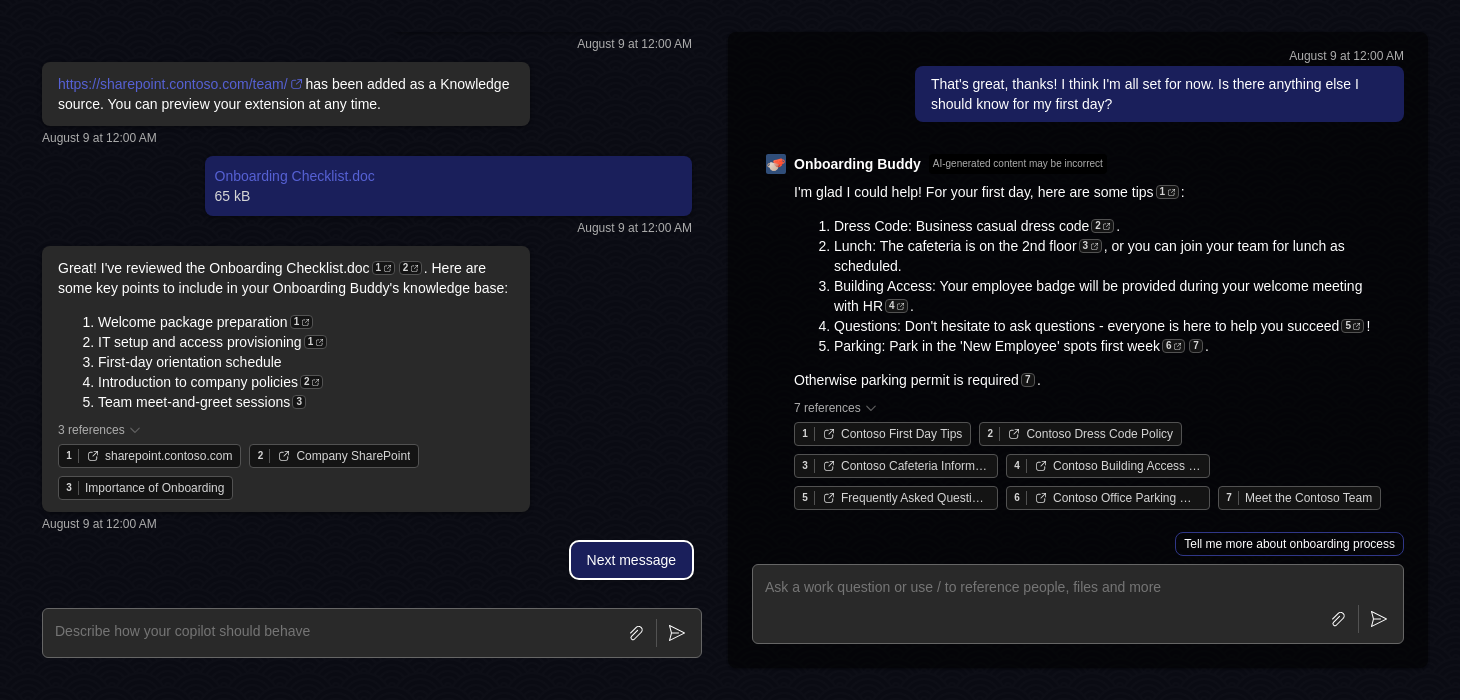 August 9 at 12:00 AM
https://sharepoint.contoso.com/team/ has been added as a Knowledge
source. You can preview your extension at any time.
August 9 at 12:00 AM
Onboarding Checklist.doc
65 kB
August 9 at 12:00 AM
Great! I've reviewed the Onboarding Checklist.doc 1 2 . Here are
some key points to include in your Onboarding Buddy's knowledge base:
1. Welcome package preparation 1
2. IT setup and access provisioning 1
3. First-day orientation schedule
4. Introduction to company policies 2
5. Team meet-and-greet sessions 3
3 references
1 sharepoint.contoso.com 2 Company SharePoint
3 Importance of Onboarding
August 9 at 12:00 AM
Next message
Describe how your copilot should behave
August 9 at 12:00 AM
That's great, thanks! I think I'm all set for now. Is there anything else I
should know for my first day?
Onboarding Buddy AI-generated content may be incorrect
I'm glad I could help! For your first day, here are some tips 1 :
1. Dress Code: Business casual dress code 2 .
2. Lunch: The cafeteria is on the 2nd floor 3 , or you can join your team for lunch as
scheduled.
3. Building Access: Your employee badge will be provided during your welcome meeting
with HR 4 .
4. Questions: Don't hesitate to ask questions - everyone is here to help you succeed 5 !
5. Parking: Park in the 'New Employee' spots first week 6 7 .
Otherwise parking permit is required 7 .
7 references
1 Contoso First Day Tips 2 Contoso Dress Code Policy
3 Contoso Cafeteria Inform… 4 Contoso Building Access …
5 Frequently Asked Questi… 6 Contoso Office Parking … 7 Meet the Contoso Team
Tell me more about onboarding process
Ask a work question or use / to reference people, files and more